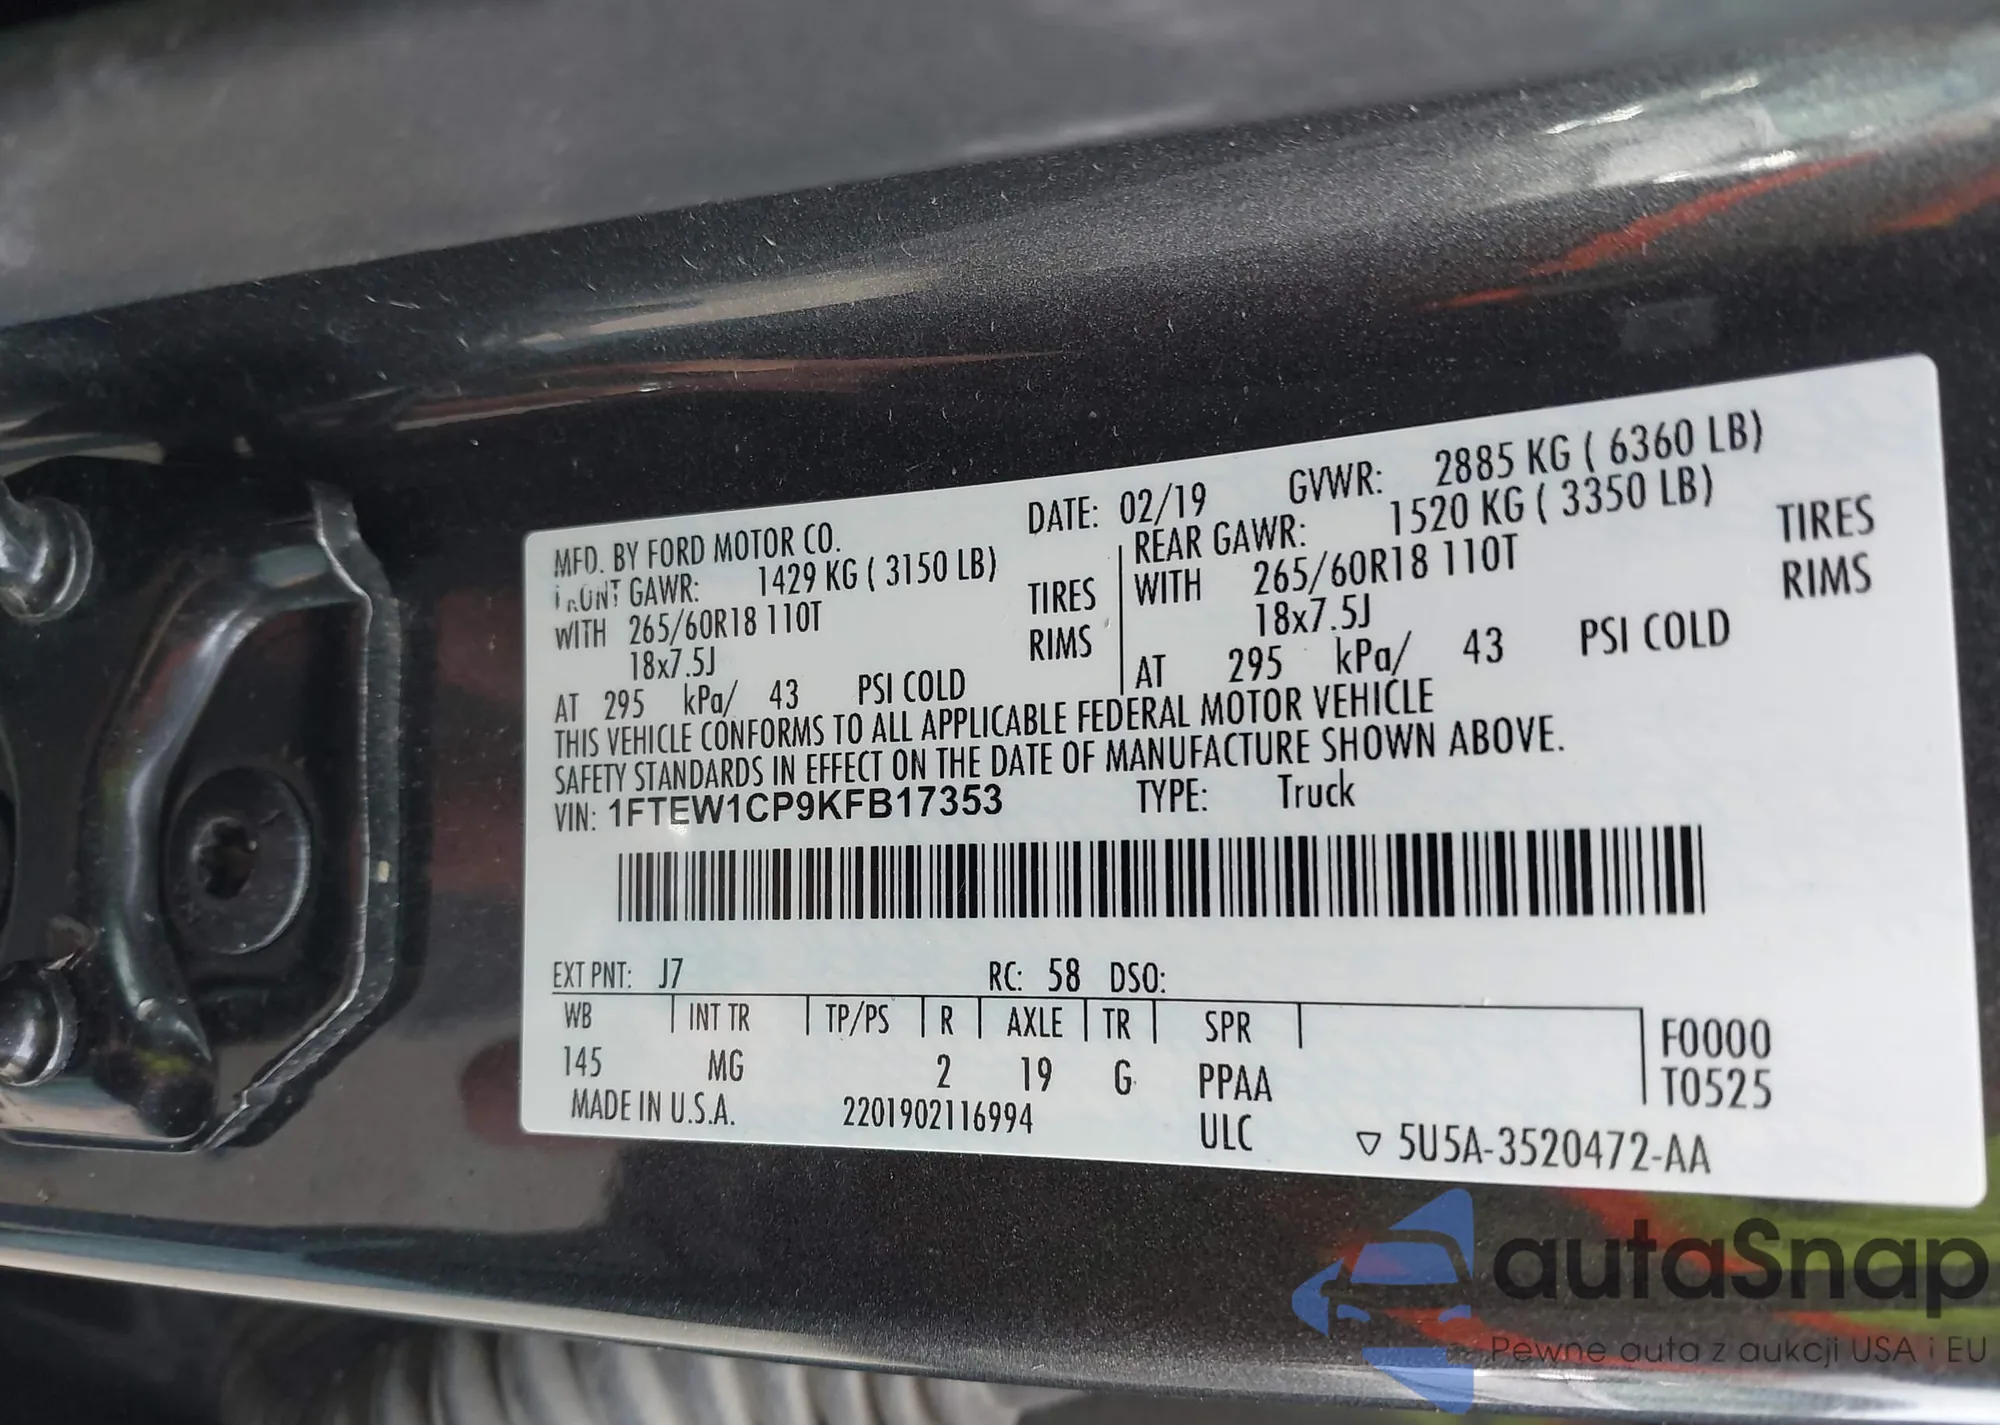 MFD. BY FORD MOTOR CO. DATE: 02/19 GVWR: 2885 KG ( 6360 LB)
FRONT GAWR: 1429 KG ( 3150 LB) REAR GAWR: 1520 KG ( 3350 LB)
WITH 265/60R18 110T TIRES WITH 265/60R18 110T TIRES
18x7.5J RIMS 18x7.5J RIMS
AT 295 kPa/ 43 PSI COLD AT 295 kPa/ 43 PSI COLD
THIS VEHICLE CONFORMS TO ALL APPLICABLE FEDERAL MOTOR VEHICLE
SAFETY STANDARDS IN EFFECT ON THE DATE OF MANUFACTURE SHOWN ABOVE.
VIN: 1FTEW1CP9KFB17353 TYPE: Truck
EXT PNT: J7 RC: 58 DSO:
WB INT TR TP/PS R AXLE TR SPR F0000
145 MG 2 19 G PPAA T0525
MADE IN U.S.A. 2201902116994 ULC ▽ 5U5A-3520472-AA
autaSnap
Pewne auta z aukcji USA i EU